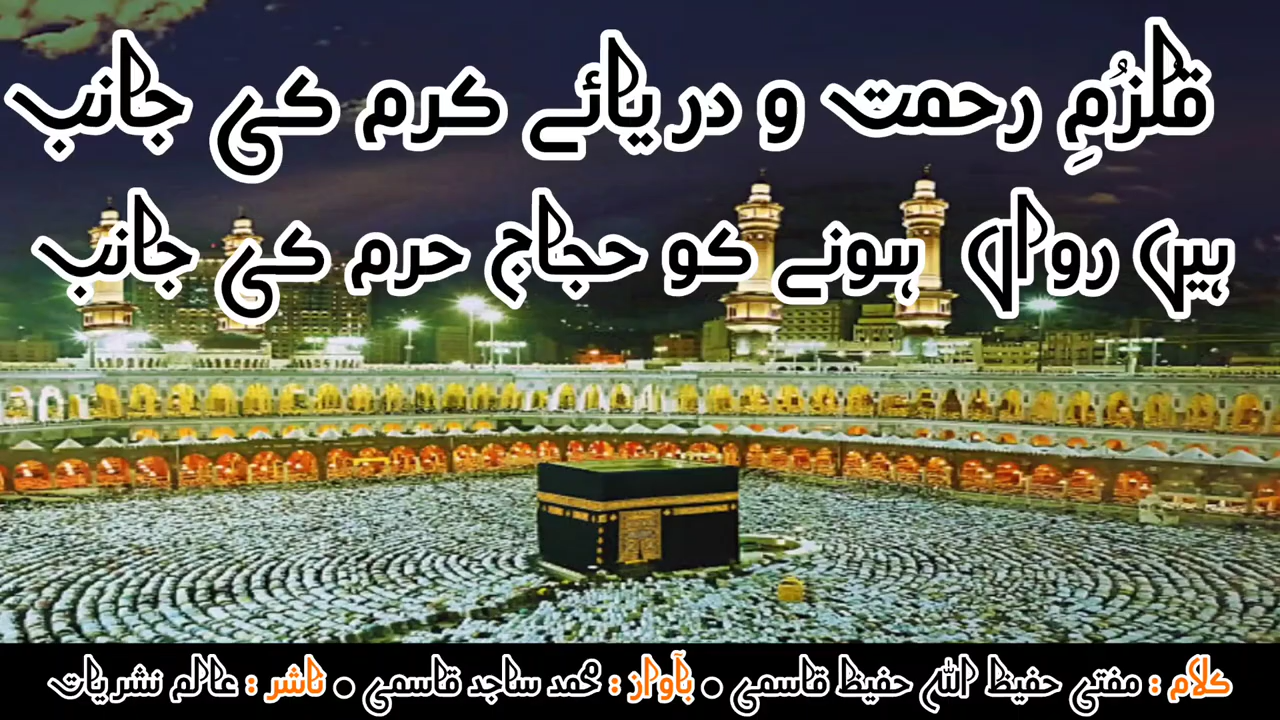 قلزُمِ رحمت و دریائے کرم کی جانب
ہیں رواں ہونے کو حجاج حرم کی جانب
کلام : مفتی حفیظ اللہ حفیظ قاسمی ○ بآواز : محمد ساجد قاسمی ○ ناشر : عالم نشریات